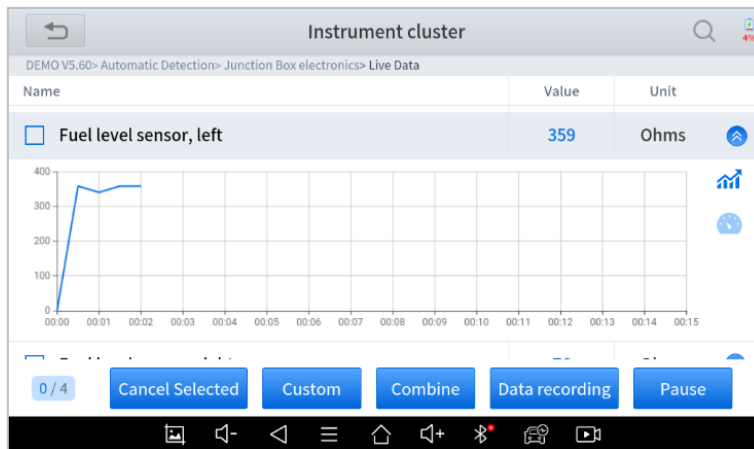 Instrument cluster
4%
DEMO V5.60> Automatic Detection> Junction Box electronics> Live Data
Name Value Unit
Fuel level sensor, left 359 Ohms
400
300
200
100
0
00:00 00:01 00:02 00:03 00:04 00:05 00:06 00:07 00:08 00:09 00:10 00:11 00:12 00:13 00:14 00:15
0 / 4 Cancel Selected Custom Combine Data recording Pause